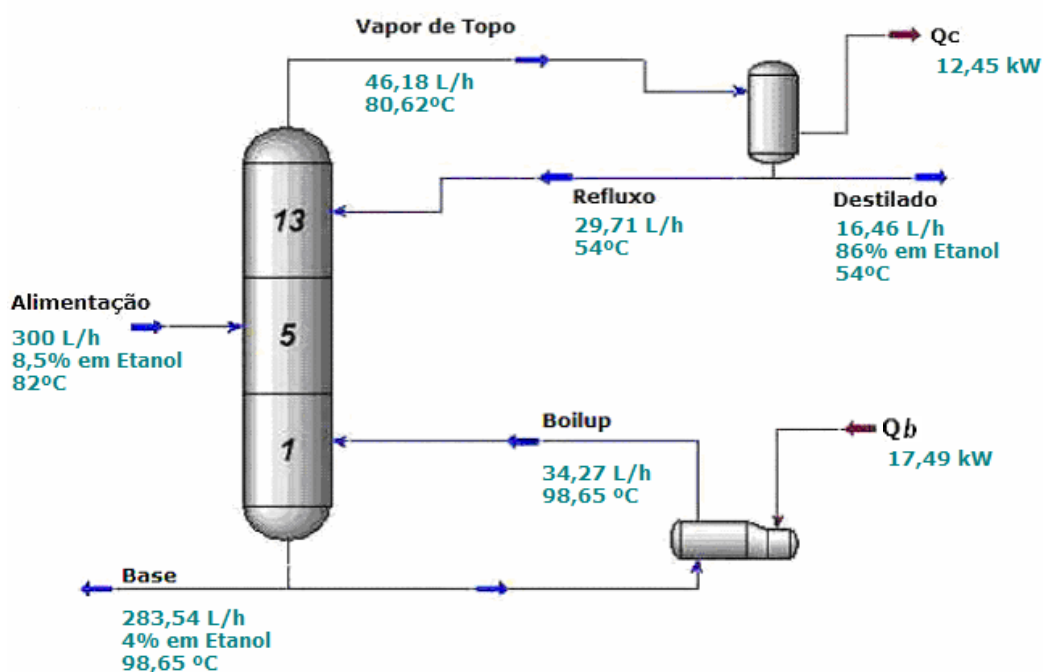 Vapor de Topo
46,18 L/h
80,62ºC
Qc
12,45 kW
13
Refluxo
29,71 L/h
54ºC
Destilado
16,46 L/h
86% em Etanol
54ºC
Alimentação
300 L/h
8,5% em Etanol
82ºC
5
1
Boilup
34,27 L/h
98,65 ºC
Qb
17,49 kW
Base
283,54 L/h
4% em Etanol
98,65 ºC